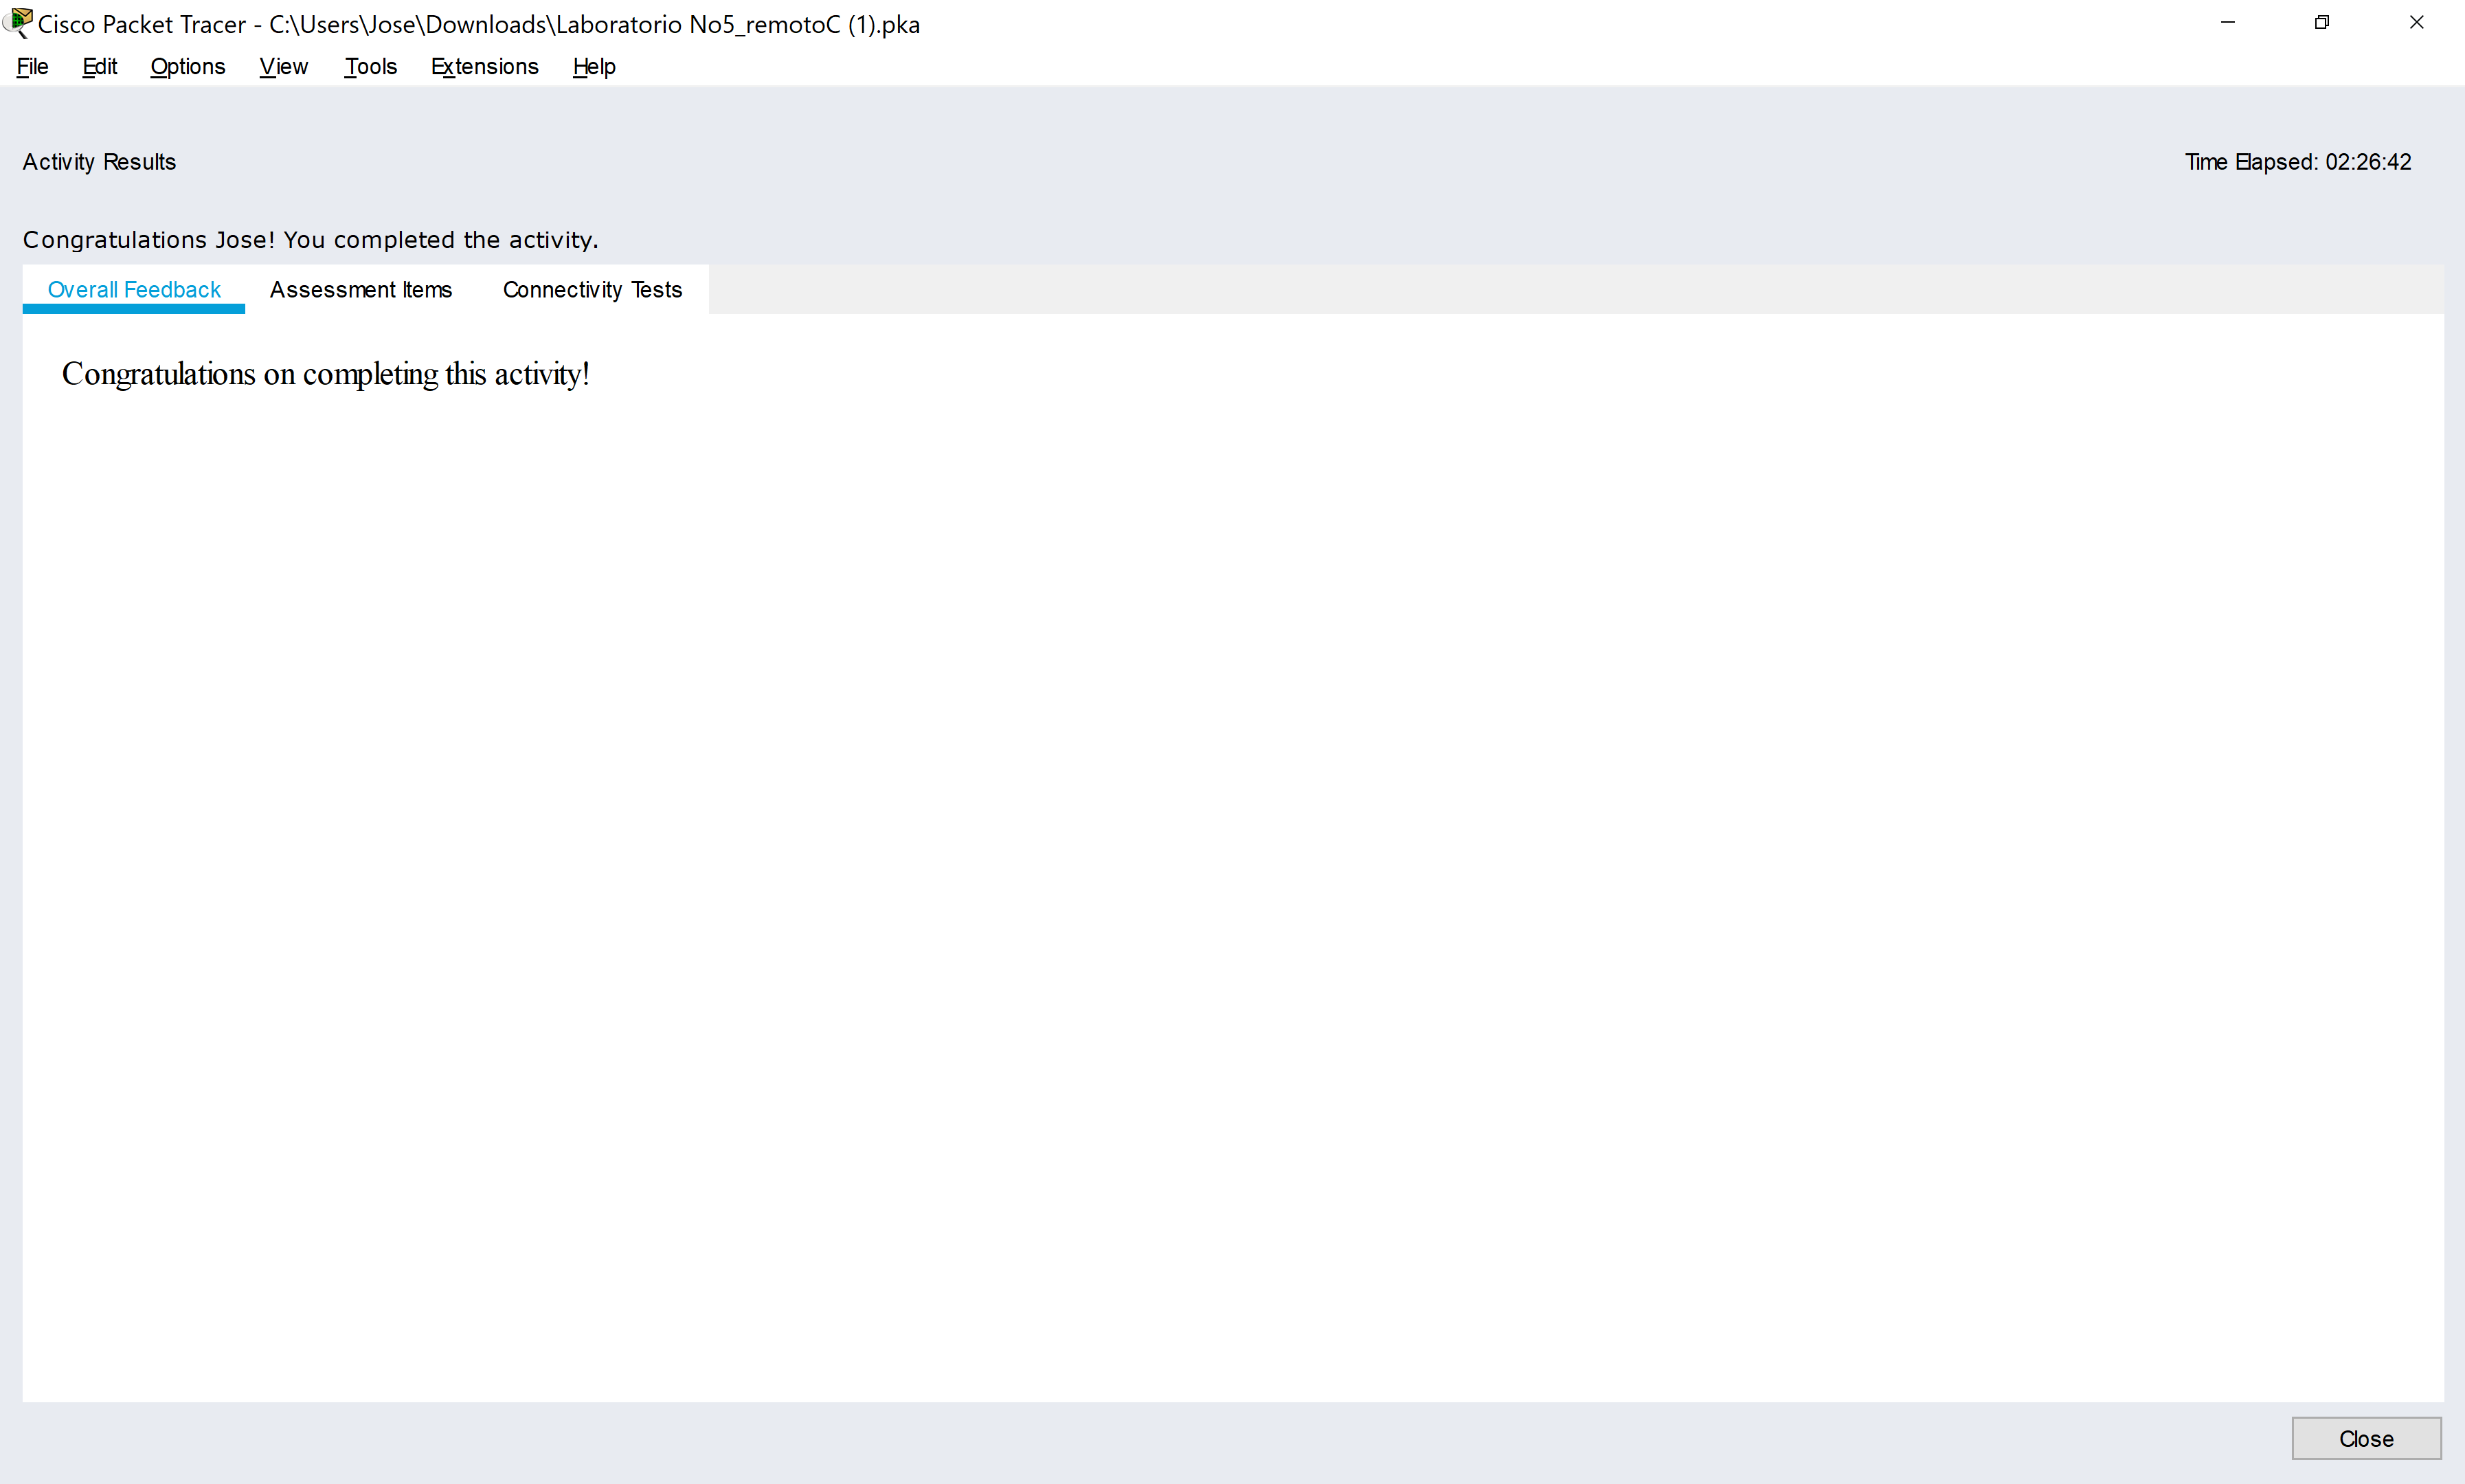 Cisco Packet Tracer - C:\Users\Jose\Downloads\Laboratorio No5_remotoC (1).pka
File Edit Options View Tools Extensions Help
Activity Results Time Elapsed: 02:26:42
Congratulations Jose! You completed the activity.
Overall Feedback Assessment Items Connectivity Tests
Congratulations on completing this activity!
Close